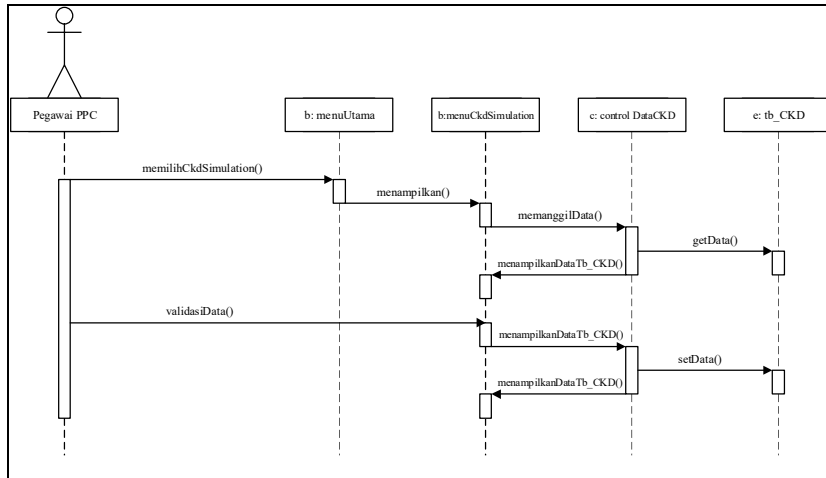 Pegawai PPC
b: menuUtama
b:menuCkdSimulation
c: control DataCKD
e: tb_CKD
memilihCkdSimulation()
menampilkan()
memanggilData()
getData()
menampilkanDataTb_CKD()
validasiData()
menampilkanDataTb_CKD()
setData()
menampilkanDataTb_CKD()